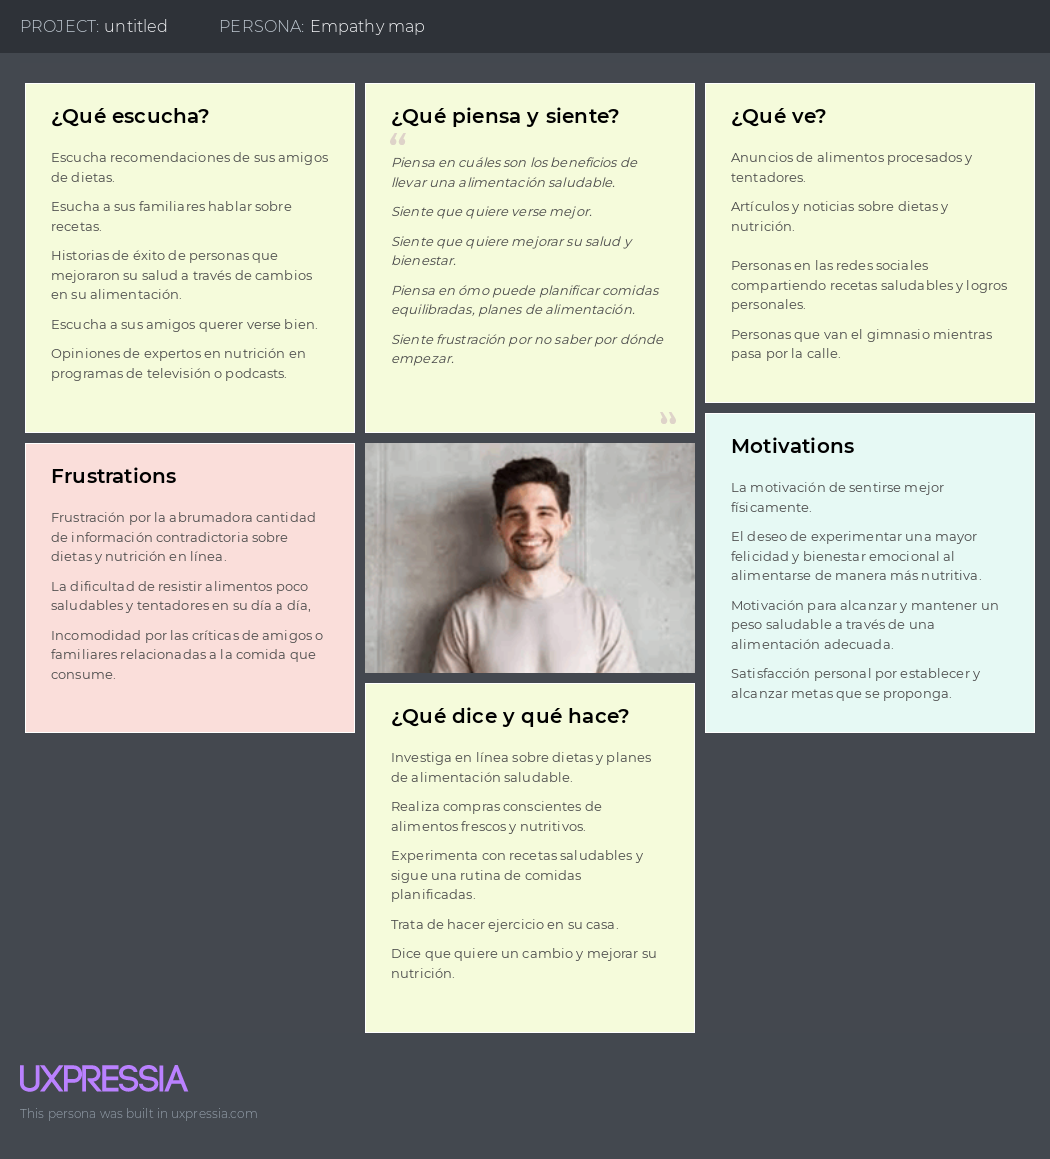 PROJECT: untitled PERSONA: Empathy map
¿Qué escucha?
Escucha recomendaciones de sus amigos
de dietas.
Esucha a sus familiares hablar sobre
recetas.
Historias de éxito de personas que
mejoraron su salud a través de cambios
en su alimentación.
Escucha a sus amigos querer verse bien.
Opiniones de expertos en nutrición en
programas de televisión o podcasts.
¿Qué piensa y siente?
“
Piensa en cuáles son los beneficios de
llevar una alimentación saludable.
Siente que quiere verse mejor.
Siente que quiere mejorar su salud y
bienestar.
Piensa en ómo puede planificar comidas
equilibradas, planes de alimentación.
Siente frustración por no saber por dónde
empezar.
”
¿Qué ve?
Anuncios de alimentos procesados y
tentadores.
Artículos y noticias sobre dietas y
nutrición.
Personas en las redes sociales
compartiendo recetas saludables y logros
personales.
Personas que van el gimnasio mientras
pasa por la calle.
Frustrations
Frustración por la abrumadora cantidad
de información contradictoria sobre
dietas y nutrición en línea.
La dificultad de resistir alimentos poco
saludables y tentadores en su día a día,
Incomodidad por las críticas de amigos o
familiares relacionadas a la comida que
consume.
Motivations
La motivación de sentirse mejor
físicamente.
El deseo de experimentar una mayor
felicidad y bienestar emocional al
alimentarse de manera más nutritiva.
Motivación para alcanzar y mantener un
peso saludable a través de una
alimentación adecuada.
Satisfacción personal por establecer y
alcanzar metas que se proponga.
¿Qué dice y qué hace?
Investiga en línea sobre dietas y planes
de alimentación saludable.
Realiza compras conscientes de
alimentos frescos y nutritivos.
Experimenta con recetas saludables y
sigue una rutina de comidas
planificadas.
Trata de hacer ejercicio en su casa.
Dice que quiere un cambio y mejorar su
nutrición.
UXPRESSIA
This persona was built in uxpressia.com